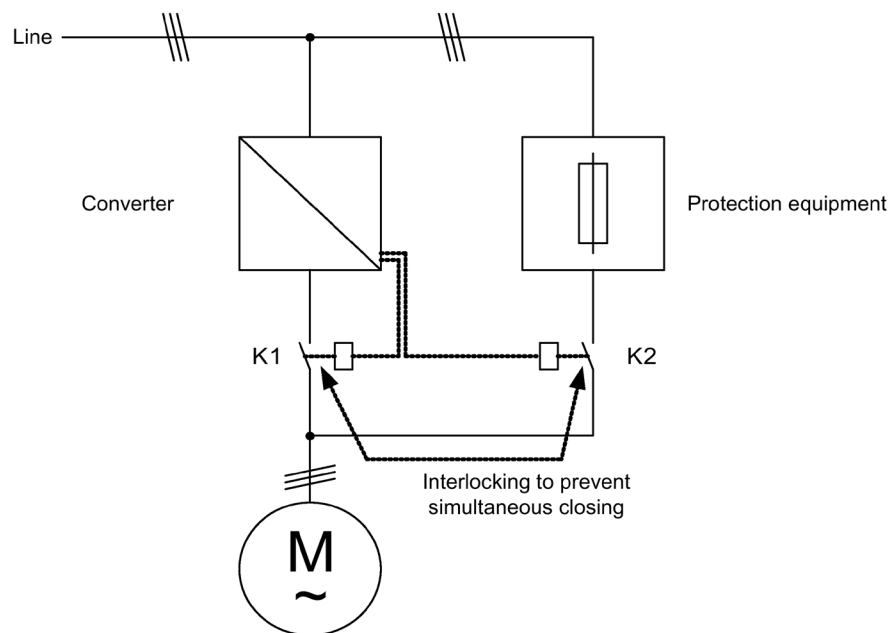 Line
Converter
Protection equipment
K1
K2
Interlocking to prevent
simultaneous closing
M
~